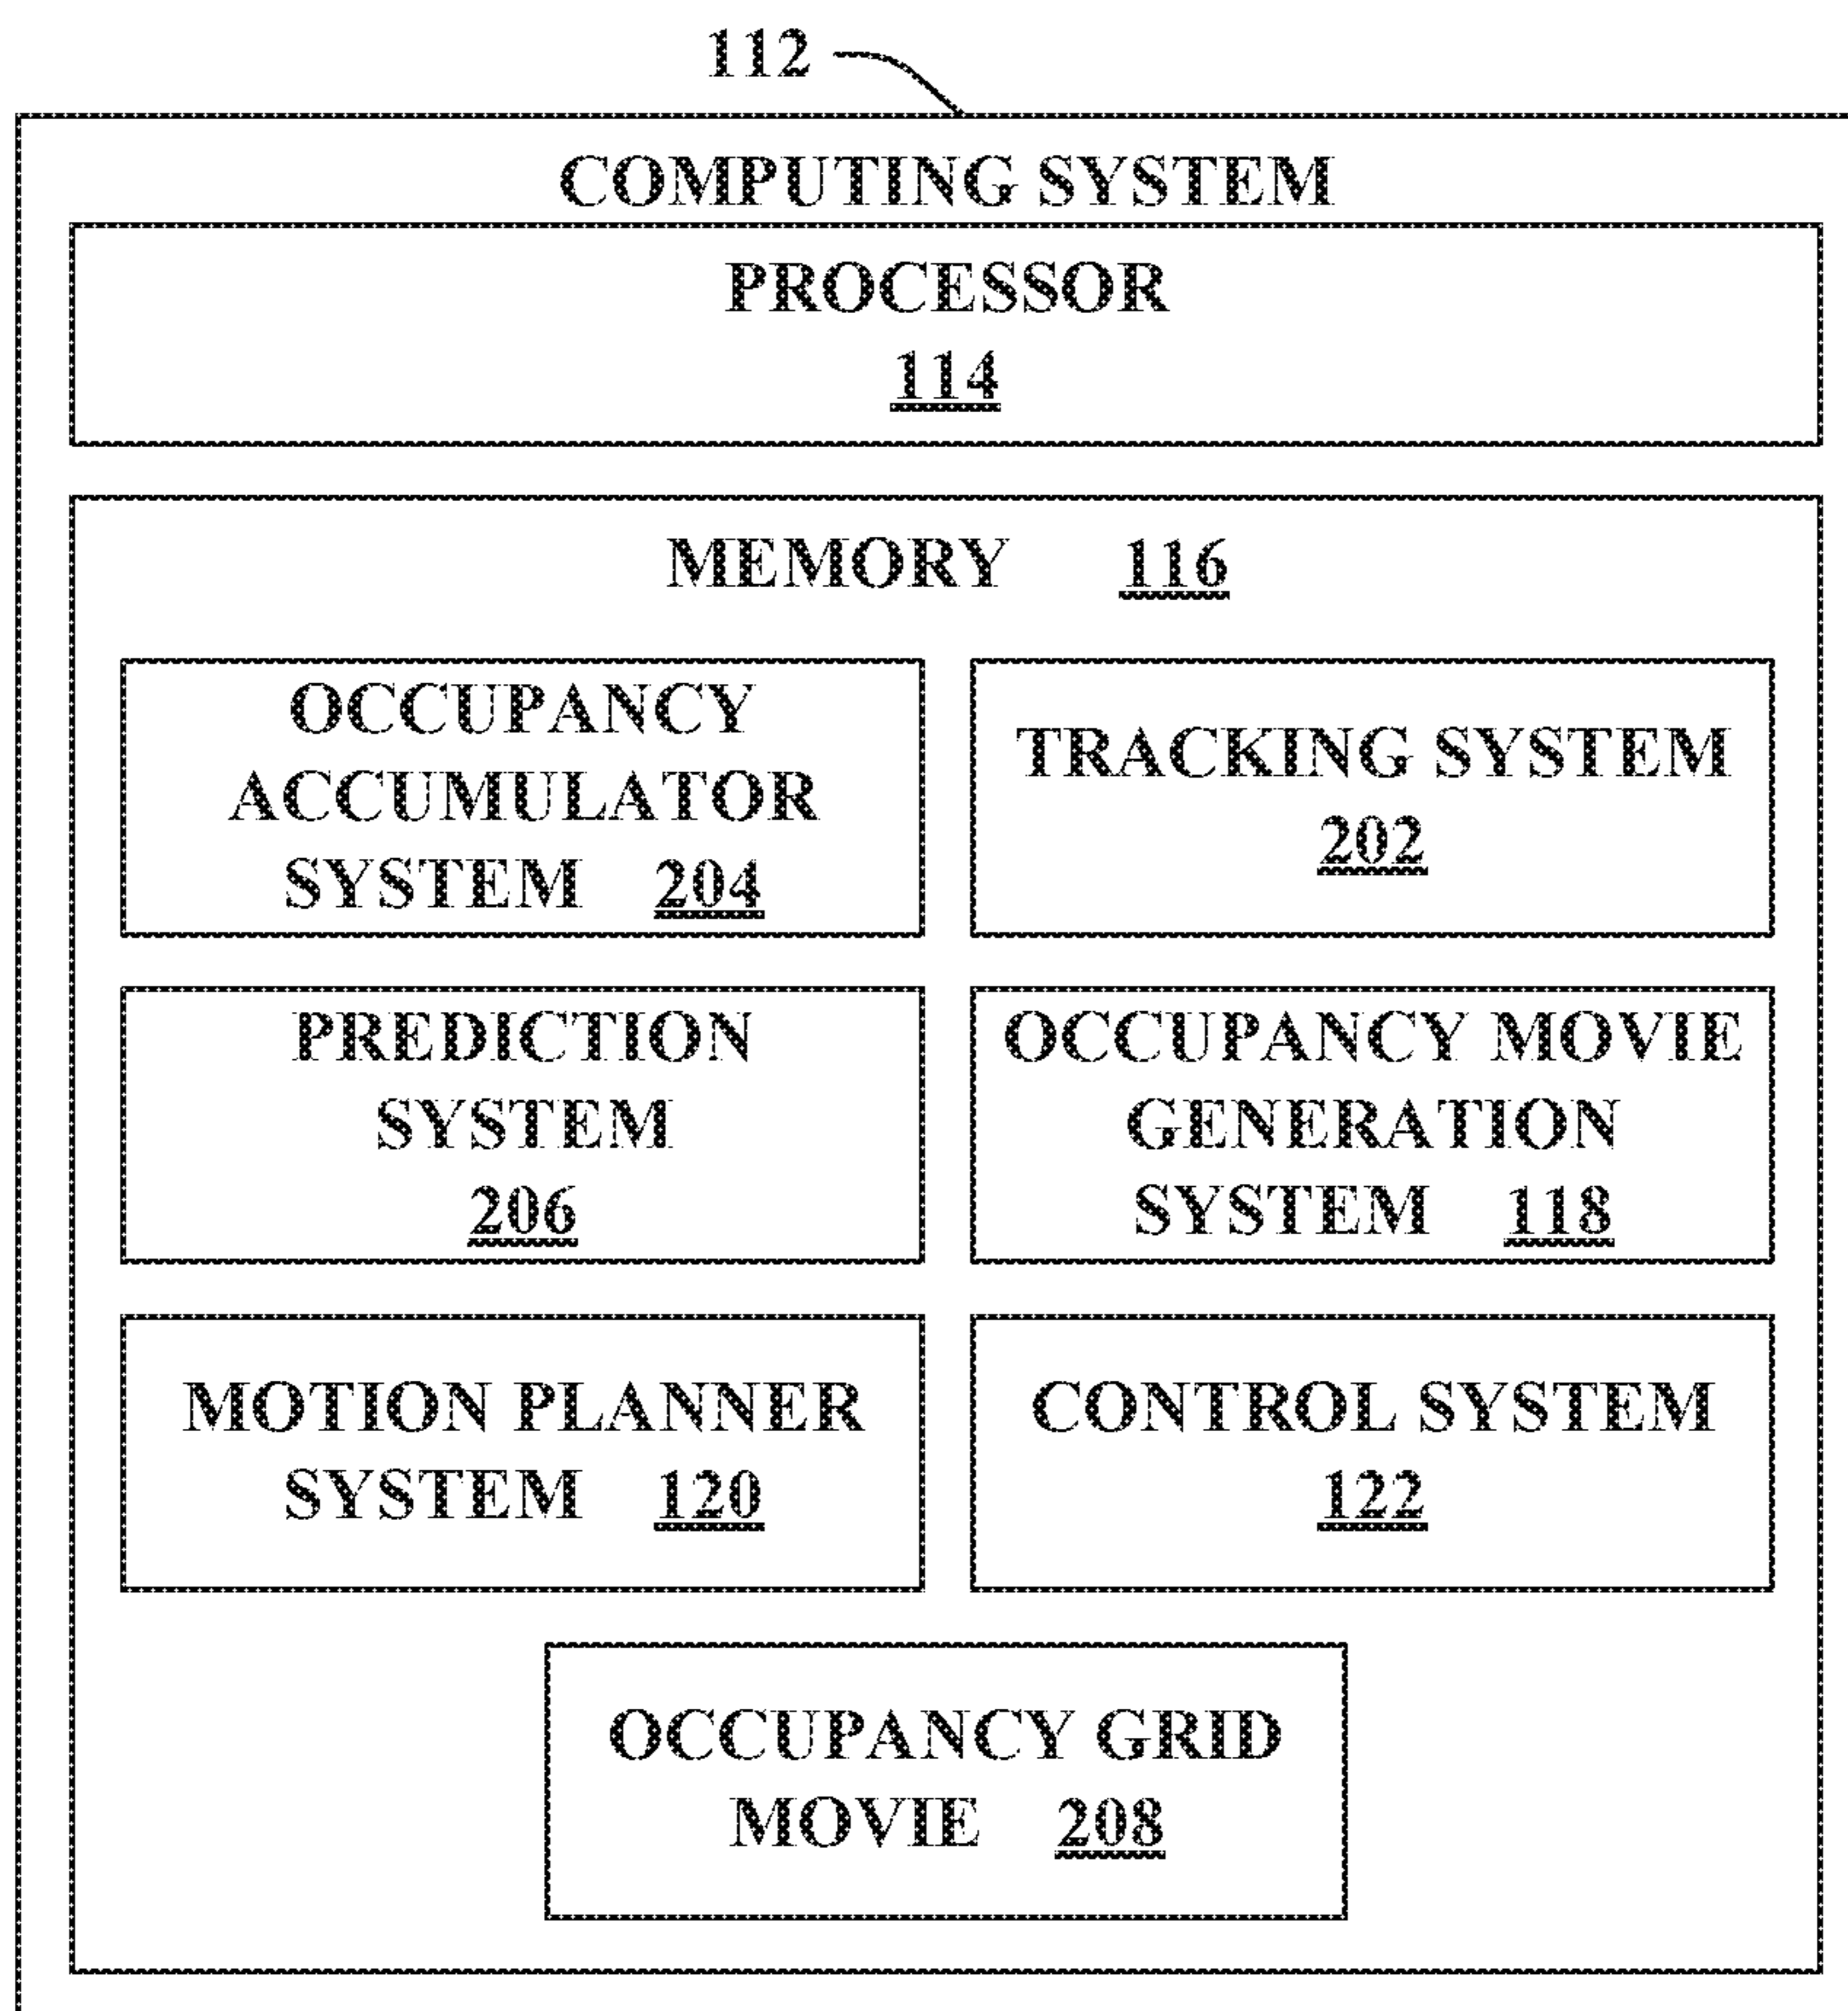 112
COMPUTING SYSTEM
PROCESSOR
114
MEMORY 116
OCCUPANCY
ACCUMULATOR
SYSTEM 204
TRACKING SYSTEM
202
PREDICTION
SYSTEM
206
OCCUPANCY MOVIE
GENERATION
SYSTEM 118
MOTION PLANNER
SYSTEM 120
CONTROL SYSTEM
122
OCCUPANCY GRID
MOVIE 208